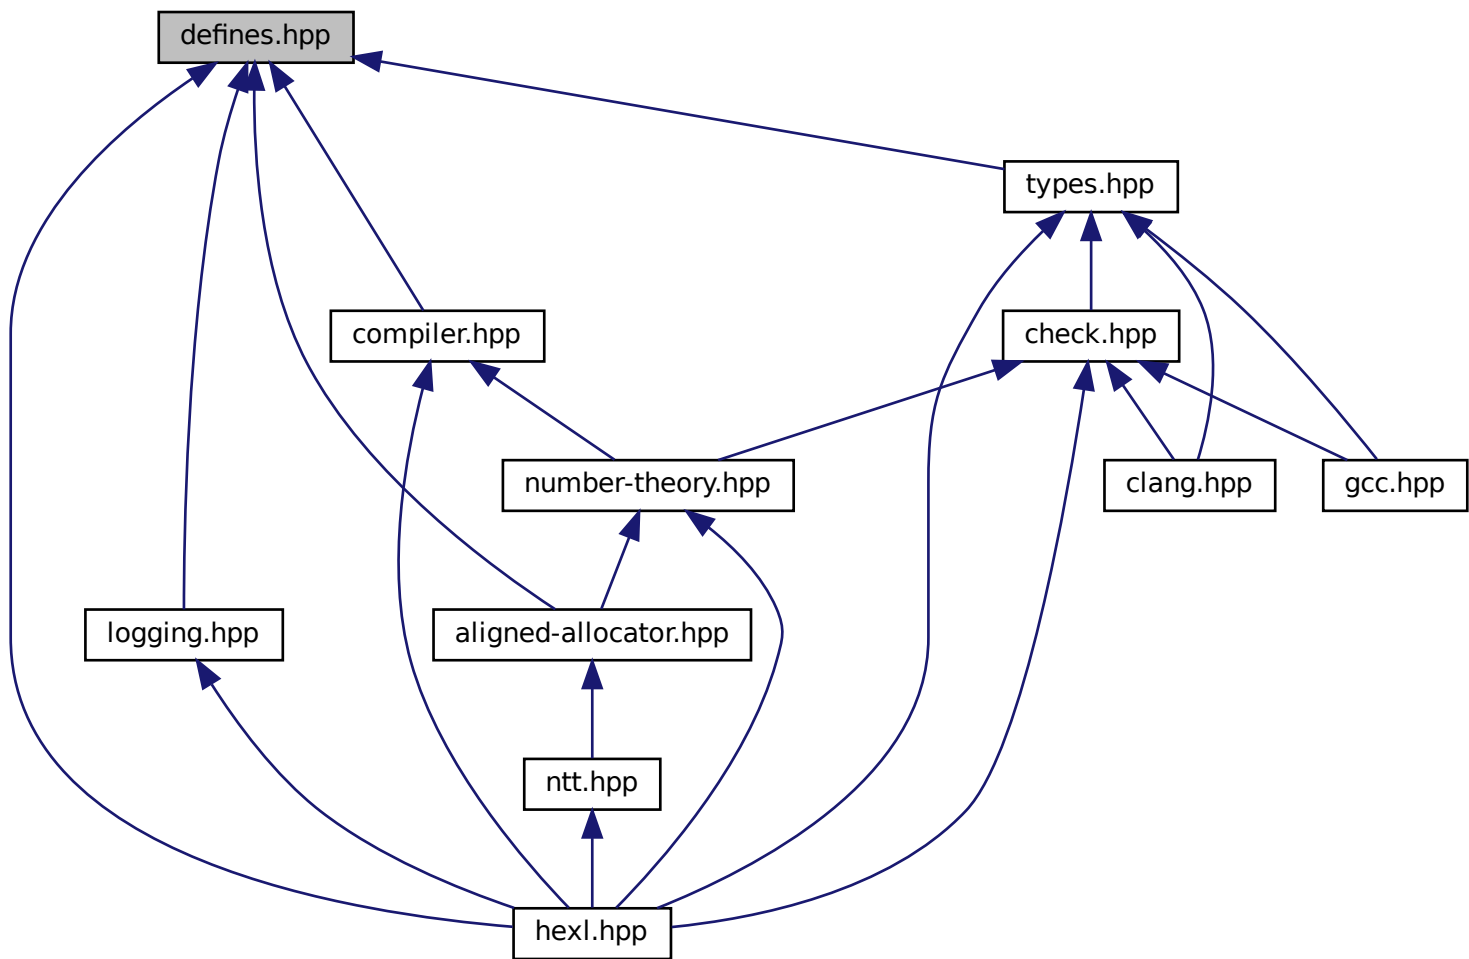 defines.hpp
types.hpp
compiler.hpp
check.hpp
number-theory.hpp
clang.hpp
gcc.hpp
logging.hpp
aligned-allocator.hpp
ntt.hpp
hexl.hpp